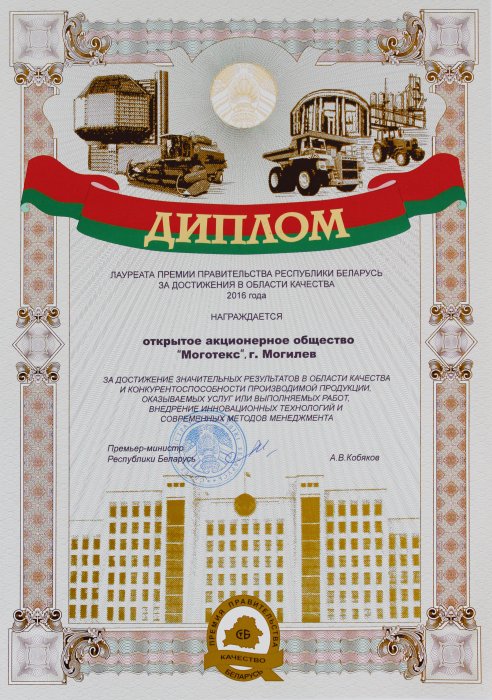 ДИПЛОМ
ЛАУРЕАТА ПРЕМИИ ПРАВИТЕЛЬСТВА РЕСПУБЛИКИ БЕЛАРУСЬ
ЗА ДОСТИЖЕНИЯ В ОБЛАСТИ КАЧЕСТВА
2016 года
НАГРАЖДАЕТСЯ
открытое акционерное общество
"Моготекс", г. Могилев
ЗА ДОСТИЖЕНИЕ ЗНАЧИТЕЛЬНЫХ РЕЗУЛЬТАТОВ В ОБЛАСТИ КАЧЕСТВА
И КОНКУРЕНТОСПОСОБНОСТИ ПРОИЗВОДИМОЙ ПРОДУКЦИИ,
ОКАЗЫВАЕМЫХ УСЛУГ ИЛИ ВЫПОЛНЯЕМЫХ РАБОТ,
ВНЕДРЕНИЕ ИННОВАЦИОННЫХ ТЕХНОЛОГИЙ И
СОВРЕМЕННЫХ МЕТОДОВ МЕНЕДЖМЕНТА
Премьер-министр
Республики Беларусь
А.В.Кобяков
ПРЕМИЯ ПРАВИТЕЛЬСТВА
СТБ
КАЧЕСТВО
БЕЛАРУСЬ